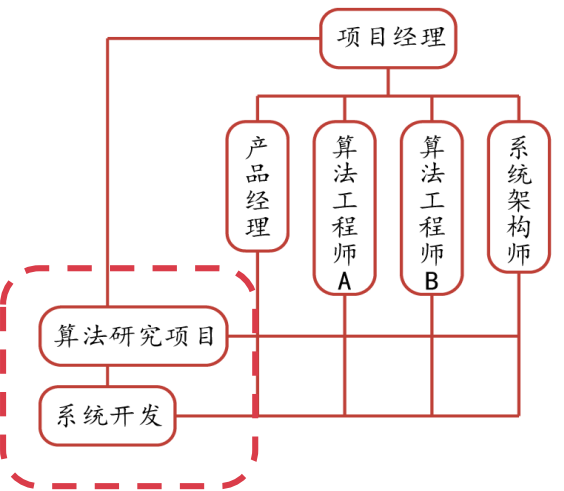 项目经理
产品经理
算法工程师A
算法工程师B
系统架构师
算法研究项目
系统开发